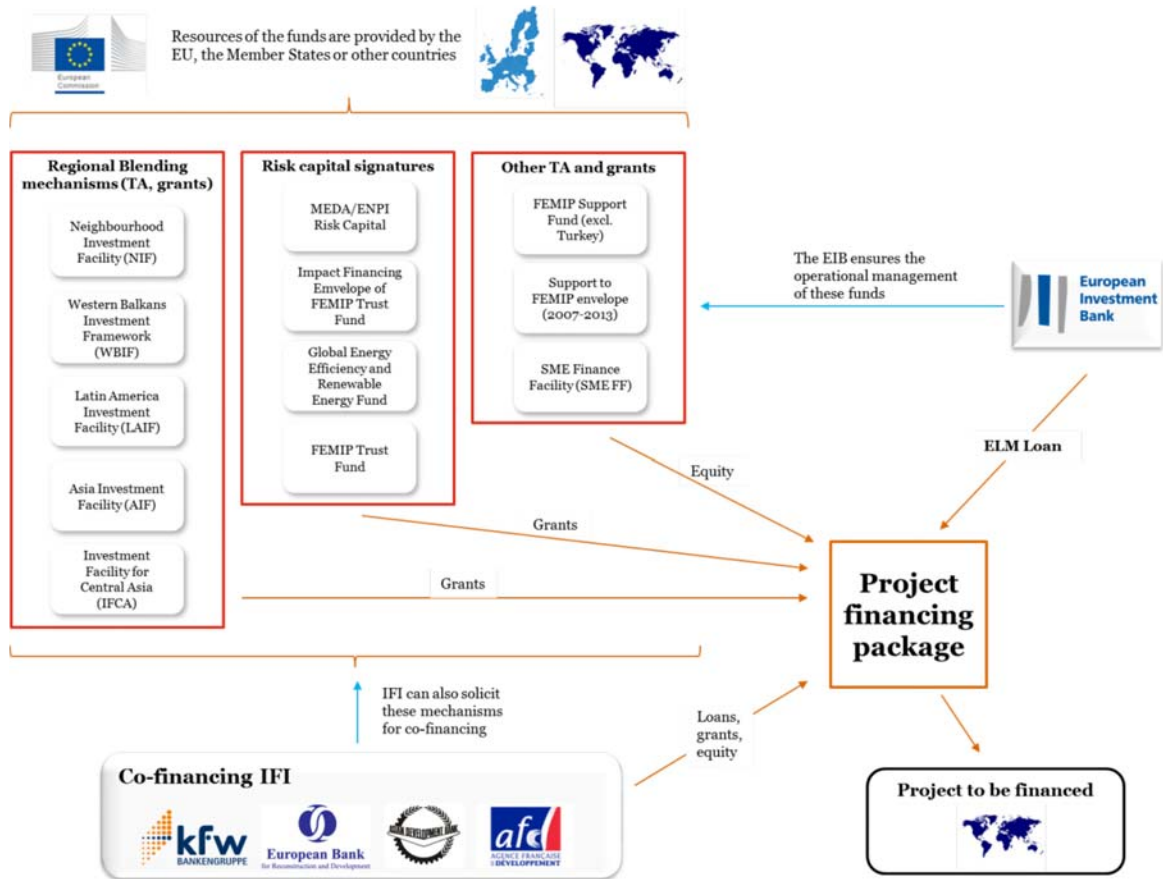 European
Commission
Resources of the funds are provided by the
EU, the Member States or other countries
Regional Blending
mechanisms (TA, grants)
Neighbourhood
Investment
Facility (NIF)
Western Balkans
Investment
Framework
(WBIF)
Latin America
Investment
Facility (LAIF)
Asia Investment
Facility (AIF)
Investment
Facility for
Central Asia
(IFCA)
Risk capital signatures
MEDA/ENPI
Risk Capital
Impact Financing
Emvelope of
FEMIP Trust
Fund
Global Energy
Efficiency and
Renewable
Energy Fund
FEMIP Trust
Fund
Other TA and grants
FEMIP Support
Fund (excl.
Turkey)
Support to
FEMIP envelope
(2007-2013)
SME Finance
Facility (SME FF)
The EIB ensures the
operational management
of these funds
European
Investment
Bank
ELM Loan
Equity
Grants
Grants
Project
financing
package
IFI can also solicit
these mechanisms
for co-financing
Loans,
grants,
equity
Co-financing IFI
kfw
BANKENGRUPPE
European Bank
for Reconstruction and Development
ASIAN DEVELOPMENT BANK
afd
AGENCE FRANÇAISE
DE DÉVELOPPEMENT
Project to be financed